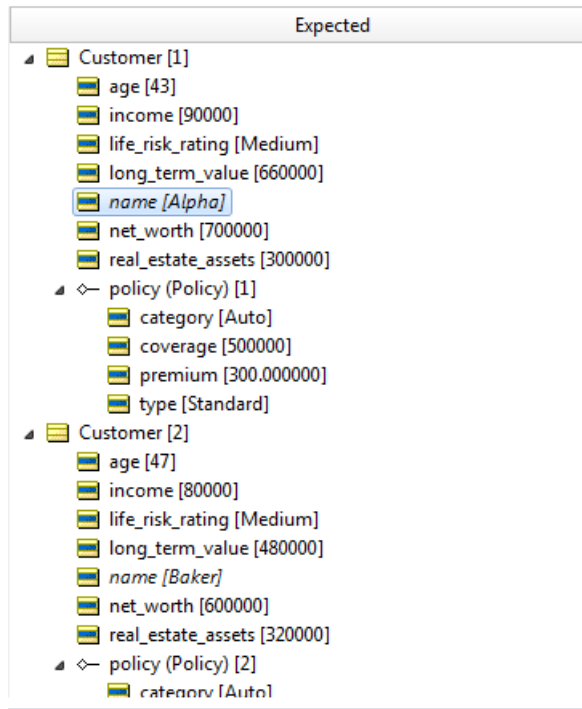 Expected
Customer [1]
age [43]
income [90000]
life_risk_rating [Medium]
long_term_value [660000]
name [Alpha]
net_worth [700000]
real_estate_assets [300000]
policy (Policy) [1]
category [Auto]
coverage [500000]
premium [300.000000]
type [Standard]
Customer [2]
age [47]
income [80000]
life_risk_rating [Medium]
long_term_value [480000]
name [Baker]
net_worth [600000]
real_estate_assets [320000]
policy (Policy) [2]
category [Auto]